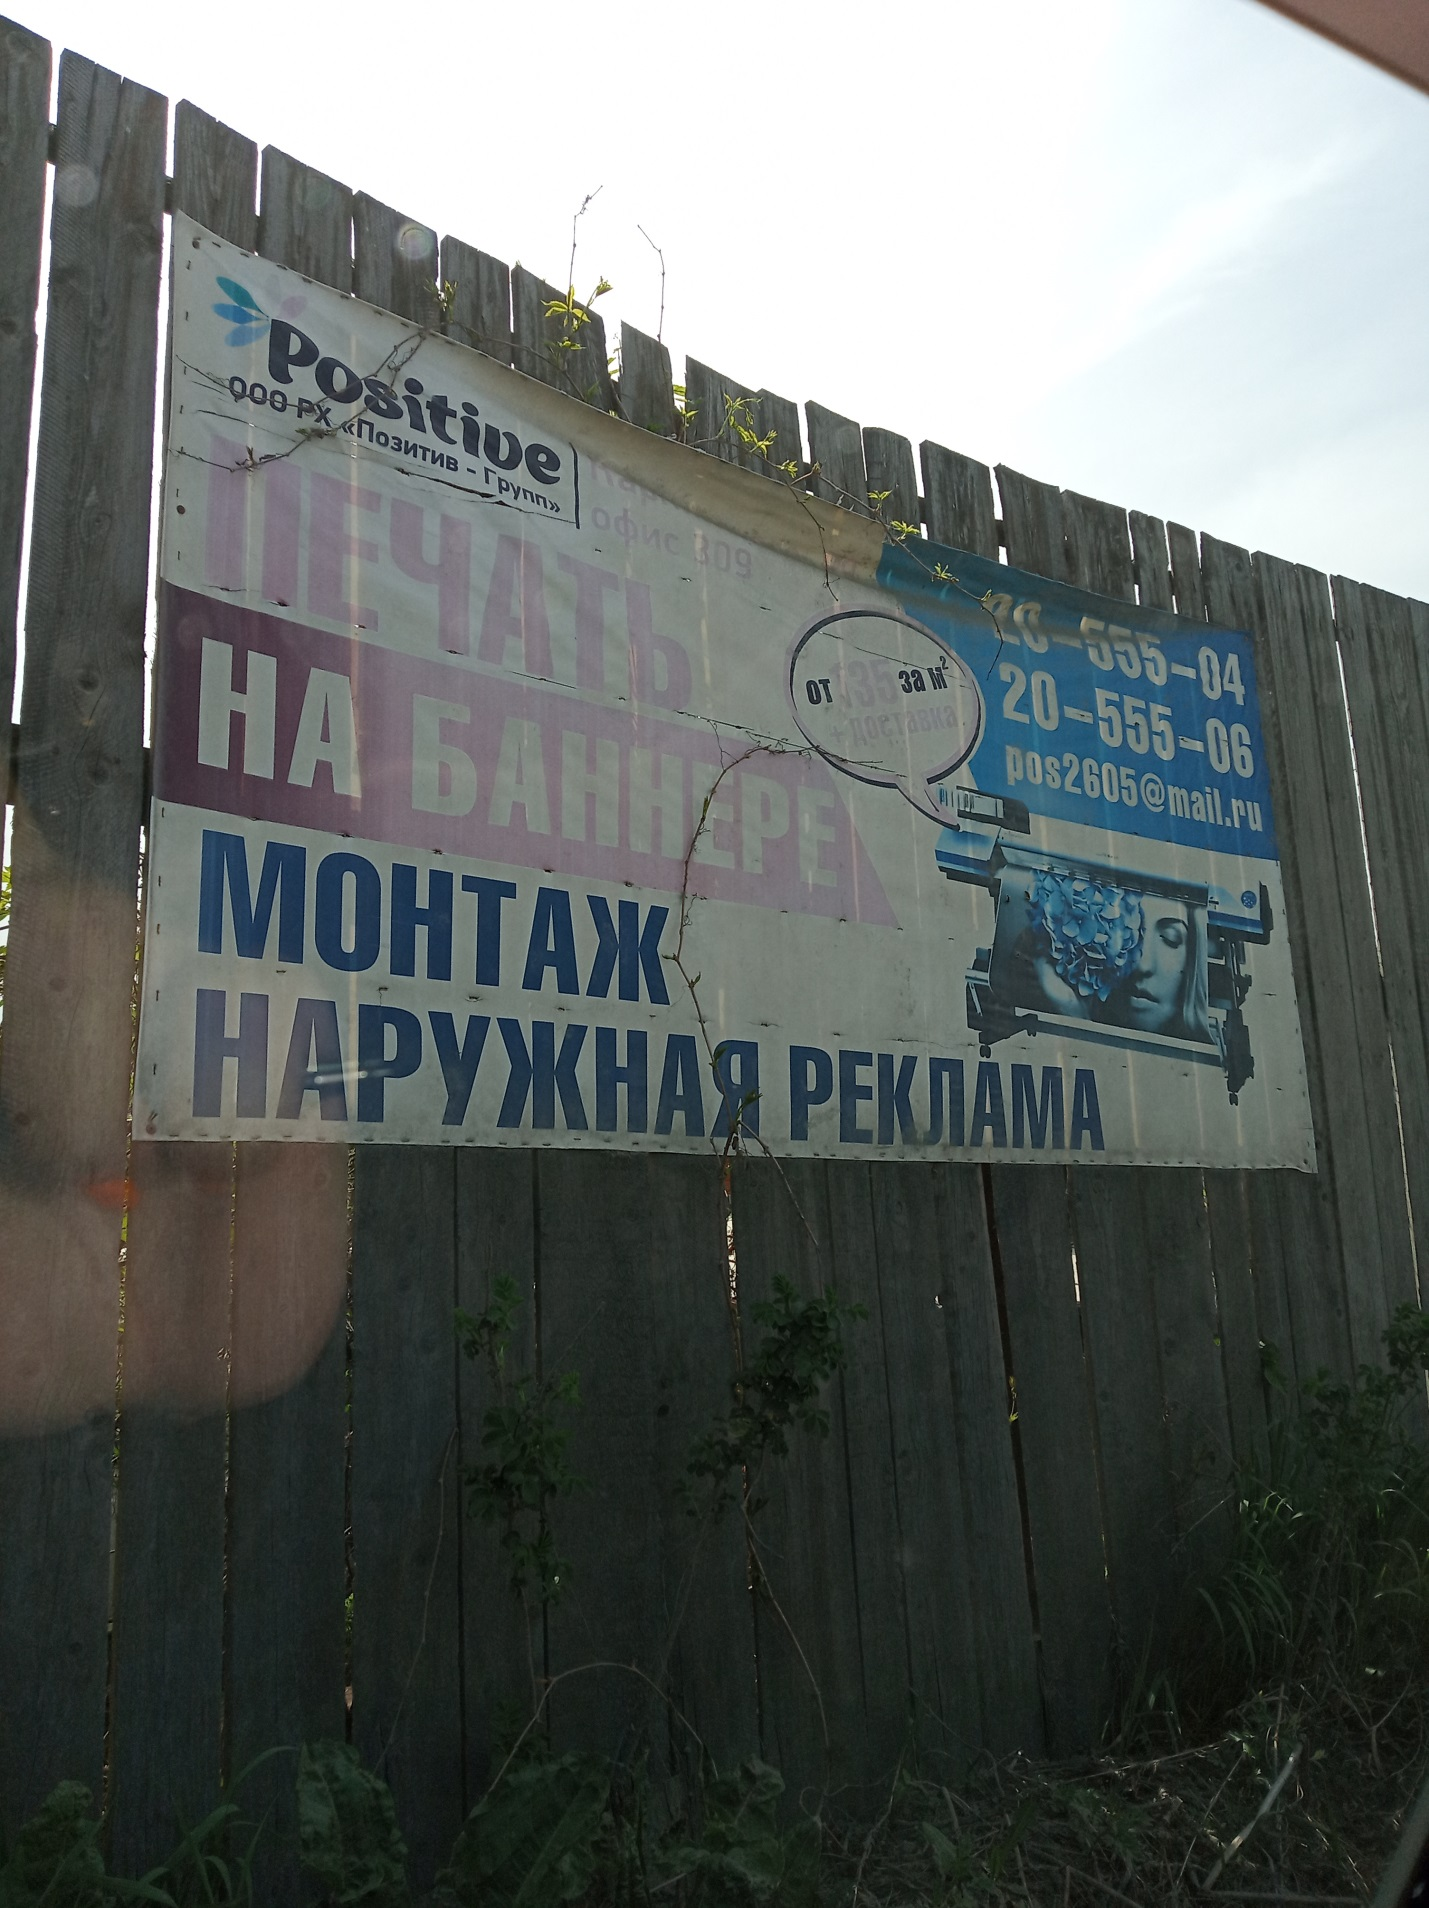 Positive
ООО РХ «Позитив - Групп»
офис 309
ПЕЧАТЬ
НА БАННЕРЕ
МОНТАЖ
НАРУЖНАЯ РЕКЛАМА
от 135 за м²
+ доставка
20-555-04
20-555-06
pos2605@mail.ru